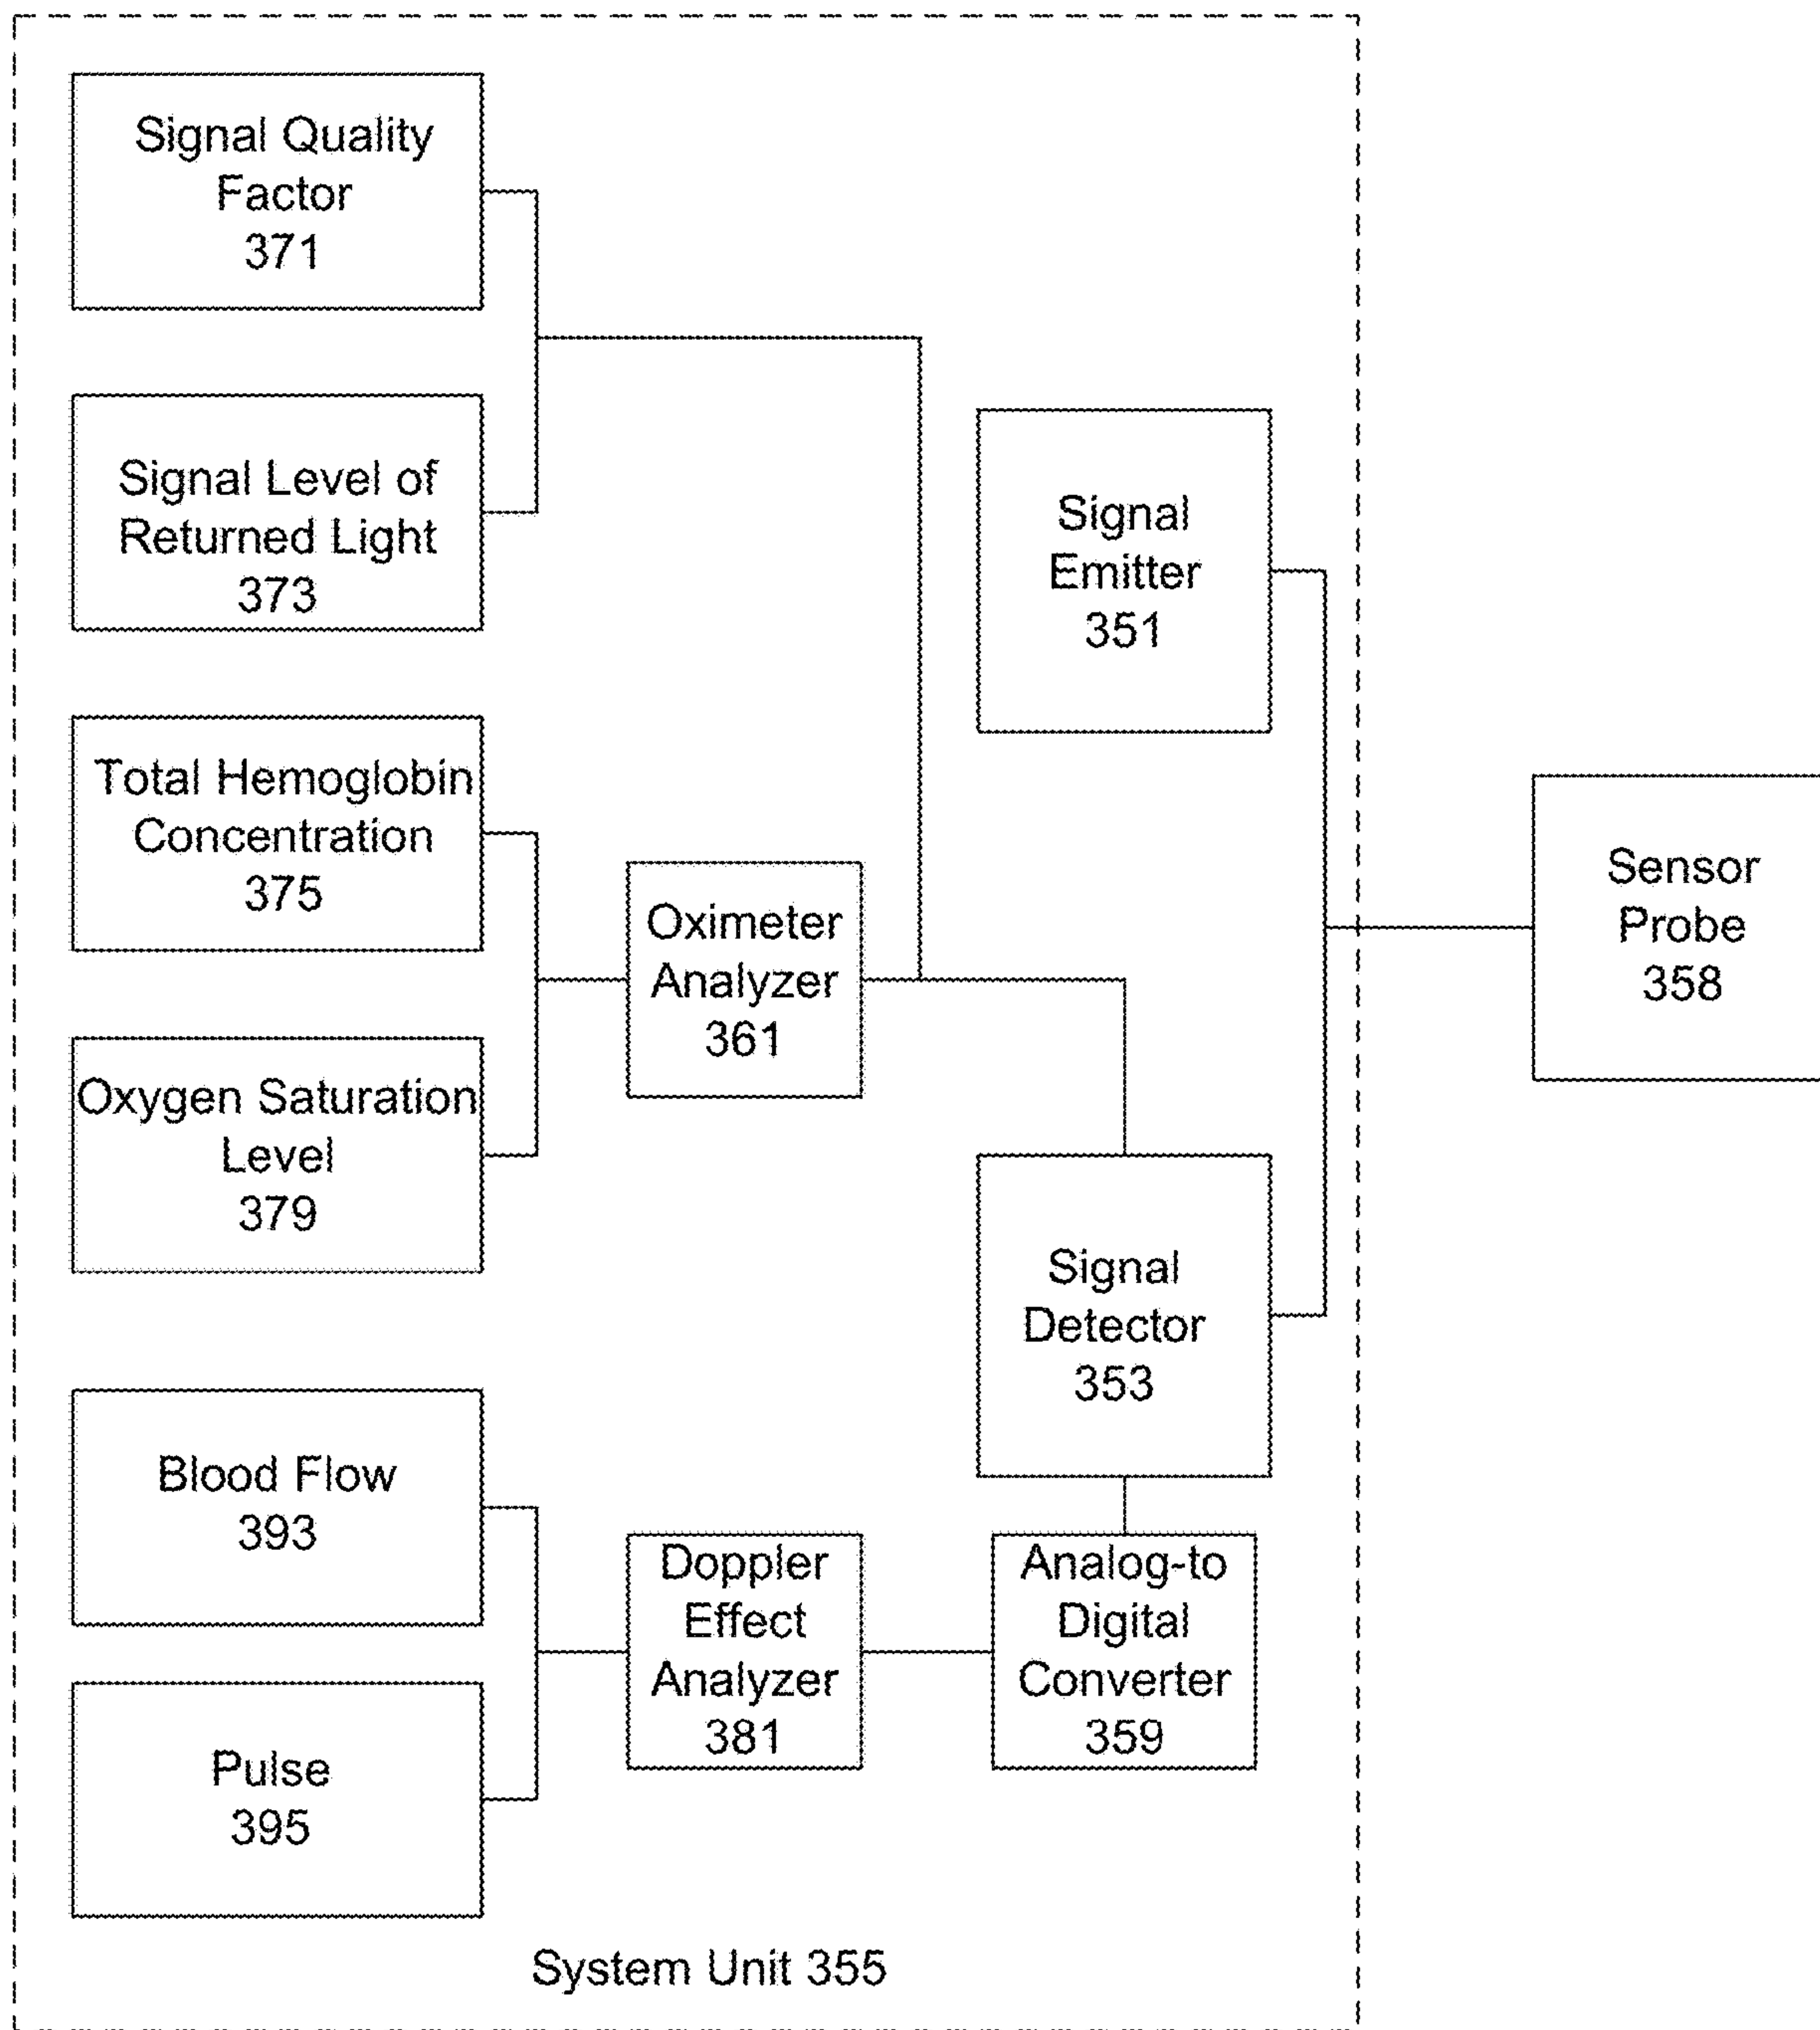 Signal Quality
Factor
371
Signal Level of
Returned Light
373
Signal
Emitter
351
Total Hemoglobin
Concentration
375
Oximeter
Analyzer
361
Sensor
Probe
358
Oxygen Saturation
Level
379
Signal
Detector
353
Blood Flow
393
Doppler
Effect
Analyzer
381
Analog-to
Digital
Converter
359
Pulse
395
System Unit 355